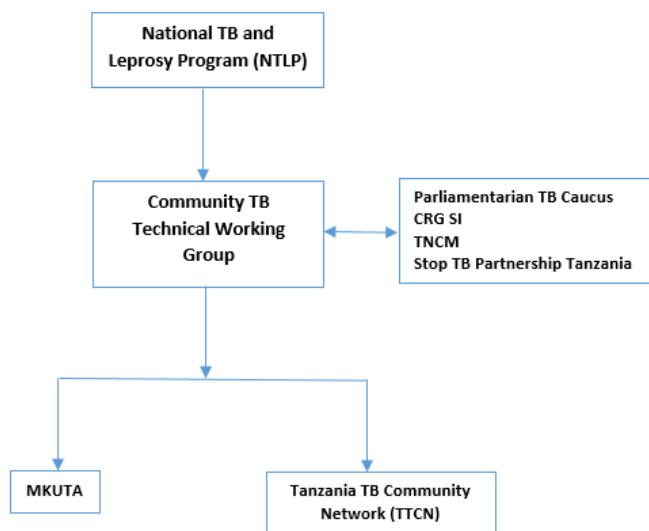 National TB and
Leprosy Program (NTLP)
Community TB
Technical Working
Group
Parliamentarian TB Caucus
CRG SI
TNCM
Stop TB Partnership Tanzania
MKUTA
Tanzania TB Community
Network (TTCN)